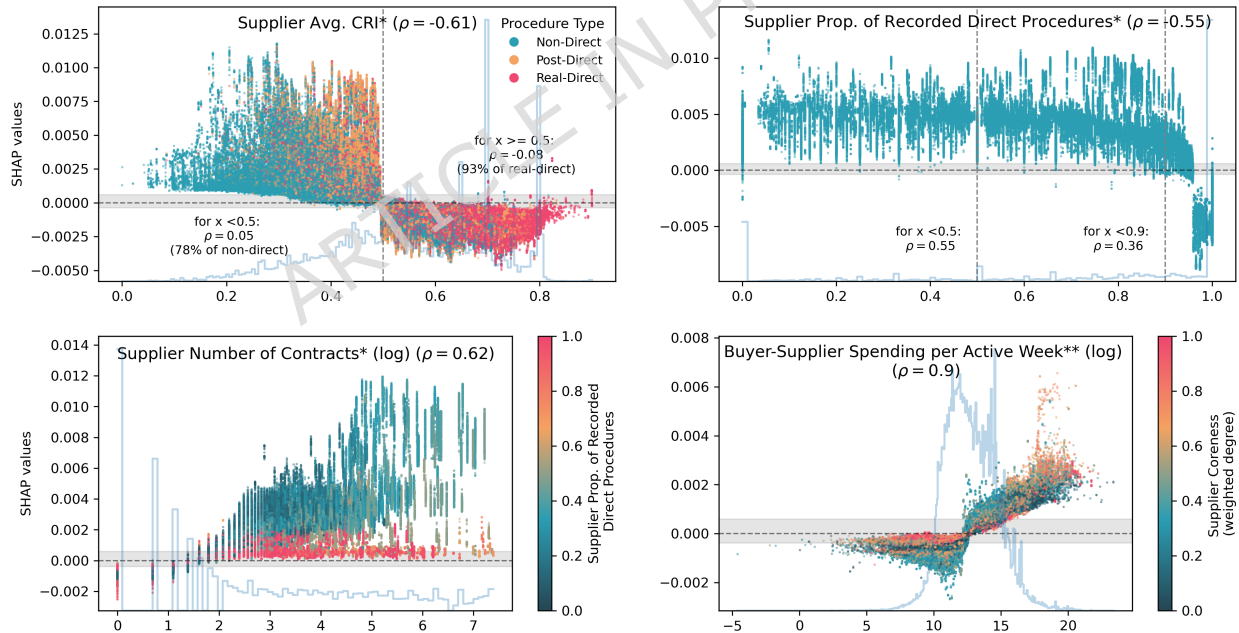 Supplier Avg. CRI* (ρ = -0.61)
Procedure Type
Non-Direct
Post-Direct
Real-Direct
for x >= 0.5:
ρ = -0.08
(93% of real-direct)
for x <0.5:
ρ = 0.05
(78% of non-direct)
SHAP values
0.0125
0.0100
0.0075
0.0050
0.0025
0.0000
−0.0025
−0.0050
0.0
0.2
0.4
0.6
0.8
Supplier Prop. of Recorded Direct Procedures* (ρ = -0.55)
0.010
0.005
0.000
−0.005
for x <0.5:
ρ = 0.55
for x <0.9:
ρ = 0.36
0.0
0.2
0.4
0.6
0.8
1.0
ARTICLE IN
Supplier Number of Contracts* (log) (ρ = 0.62)
SHAP values
0.014
0.012
0.010
0.008
0.006
0.004
0.002
0.000
−0.002
0
1
2
3
4
5
6
7
1.0
0.8
0.6
0.4
0.2
0.0
Supplier Prop. of Recorded
Direct Procedures
Buyer-Supplier Spending per Active Week** (log)
(ρ = 0.9)
0.008
0.006
0.004
0.002
0.000
−0.002
−5
0
5
10
15
20
1.0
0.8
0.6
0.4
0.2
0.0
Supplier Coreness
(weighted degree)